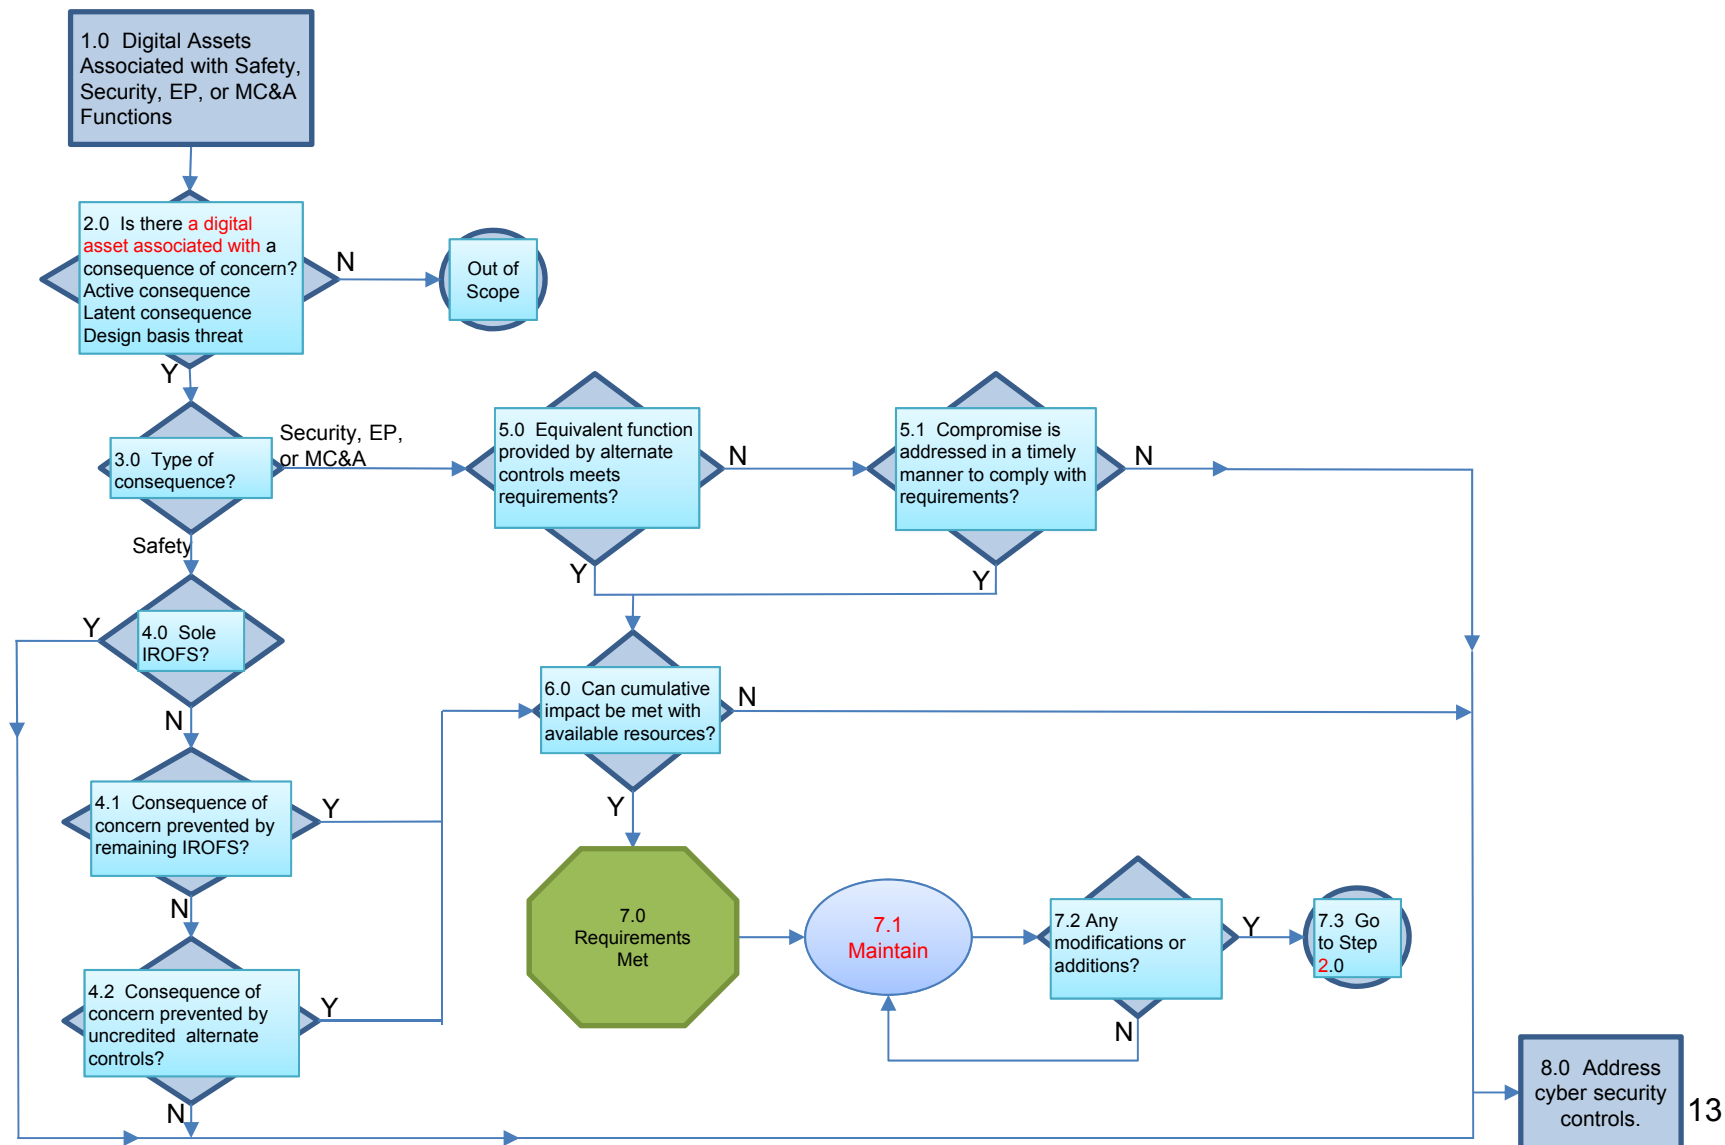 1.0 Digital Assets
Associated with Safety,
Security, EP, or MC&A
Functions
2.0 Is there a digital
asset associated with a
consequence of concern?
Active consequence
Latent consequence
Design basis threat
N
Out of
Scope
Y
3.0 Type of
consequence?
Security, EP,
or MC&A
5.0 Equivalent function
provided by alternate
controls meets
requirements?
N
5.1 Compromise is
addressed in a timely
manner to comply with
requirements?
N
Safety
Y
Y
Y
4.0 Sole
IROFS?
N
6.0 Can cumulative
impact be met with
available resources?
N
Y
4.1 Consequence of
concern prevented by
remaining IROFS?
Y
N
7.0
Requirements
Met
7.1
Maintain
7.2 Any
modifications or
additions?
Y
7.3 Go
to Step
2.0
N
4.2 Consequence of
concern prevented by
uncredited alternate
controls?
Y
N
8.0 Address
cyber security
controls.
13